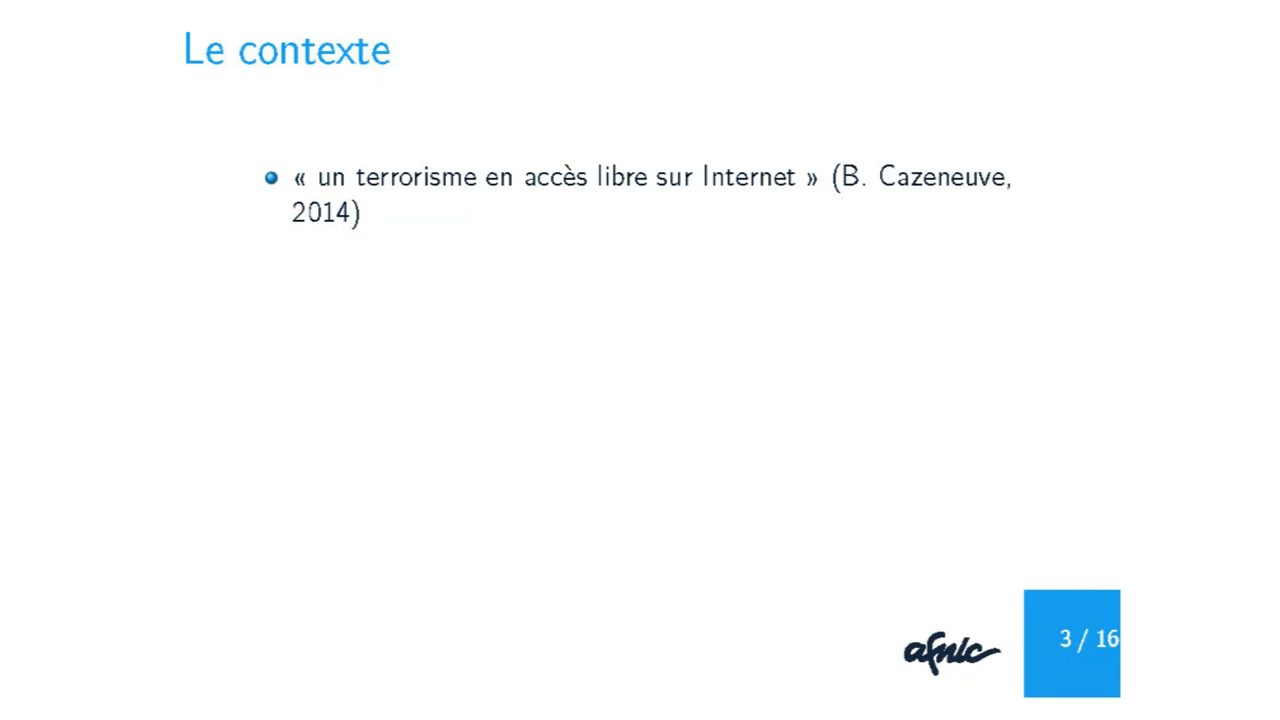 Le contexte
« un terrorisme en accès libre sur Internet » (B. Cazeneuve,
2014)
afnic
3 / 16